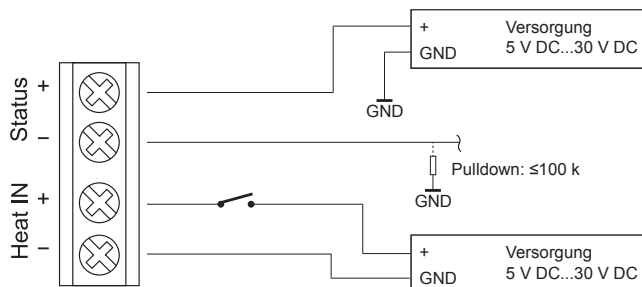 Status
+
−
Heat IN
+
−
+
GND
Versorgung
5 V DC...30 V DC
GND
Pulldown: ≤100 k
GND
+
GND
Versorgung
5 V DC...30 V DC